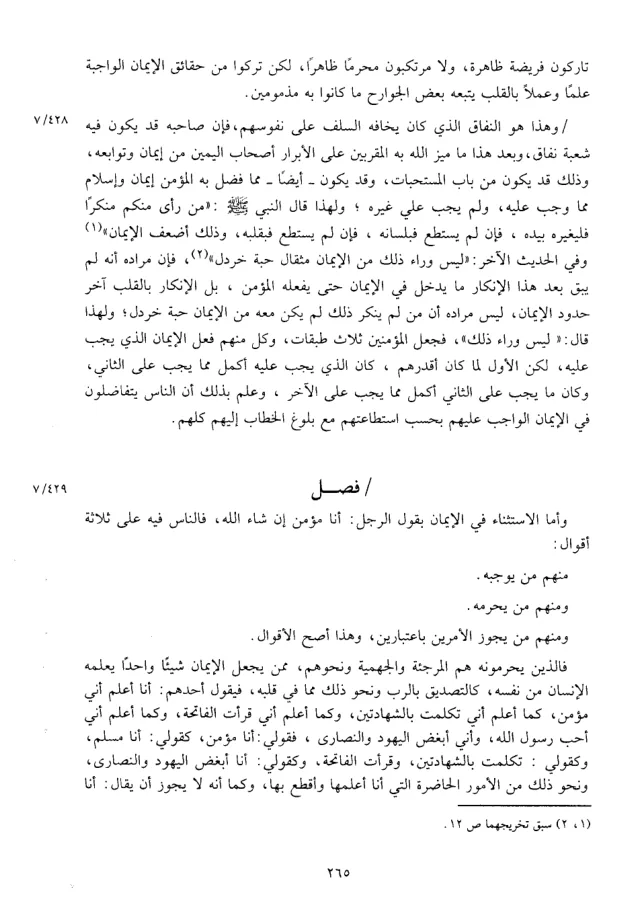 تاركون فريضة ظاهرة، ولا مرتكبون محرمًا ظاهرًا، لكن تركوا من حقائق الإيمان الواجبة
علمًا وعملاً بالقلب يتبعه بعض الجوارح ما كانوا به مذمومين.
٧/٤٢٨ / وهذا هو النفاق الذي كان يخافه السلف على نفوسهم،فإن صاحبه قد يكون فيه
شعبة نفاق،وبعد هذا ما ميز الله به المقربين على الأبرار أصحاب اليمين من إيمان وتوابعه،
وذلك قد يكون من باب المستحبات، وقد يكون ـ أيضًا ـ مما فضل به المؤمن إيمان وإسلام
مما وجب عليه، ولم يجب علي غيره ؛ ولهذا قال النبي ﷺ :«من رأى منكم منكرًا
فليغيره بيده ، فإن لم يستطع فبلسانه ، فإن لم يستطع فبقلبه، وذلك أضعف الإيمان»(١)
وفي الحديث الآخر:«ليس وراء ذلك من الإيمان مثقال حبة خردل»(٢)، فإن مراده أنه لم
يبق بعد هذا الإنكار ما يدخل في الإيمان حتى يفعله المؤمن ، بل الإنكار بالقلب آخر
حدود الإيمان، ليس مراده أن من لم ينكر ذلك لم يكن معه من الإيمان حبة خردل؛ ولهذا
قال:« ليس وراء ذلك»، فجعل المؤمنين ثلاث طبقات، وكل منهم فعل الإيمان الذي يجب
عليه، لكن الأول لما كان أقدرهم ، كان الذي يجب عليه أكمل مما يجب على الثاني،
وكان ما يجب على الثاني أكمل مما يجب على الآخر ، وعلم بذلك أن الناس يتفاضلون
في الإيمان الواجب عليهم بحسب استطاعتهم مع بلوغ الخطاب إليهم كلهم.
٧/٤٢٩ / فصــل
وأما الاستثناء في الإيمان بقول الرجل: أنا مؤمن إن شاء الله، فالناس فيه على ثلاثة
أقوال:
منهم من يوجبه.
ومنهم من يحرمه.
ومنهم من يجوز الأمرين باعتبارين، وهذا أصح الأقوال.
فالذين يحرمونه هم المرجئة والجهمية ونحوهم، ممن يجعل الإيمان شيئًا واحدًا يعلمه
الإنسان من نفسه، كالتصديق بالرب ونحو ذلك مما في قلبه، فيقول أحدهم: أنا أعلم أني
مؤمن، كما أعلم أني تكلمت بالشهادتين، وكما أعلم أني قرأت الفاتحة، وكما أعلم أني
أحب رسول الله، وأني أبغض اليهود والنصارى ، فقولي:أنا مؤمن، كقولي: أنا مسلم،
وكقولي : تكلمت بالشهادتين، وقرأت الفاتحة، وكقولي: أنا أبغض اليهود والنصارى،
ونحو ذلك من الأمور الحاضرة التي أنا أعلمها وأقطع بها، وكما أنه لا يجوز أن يقال: أنا
(١، ٢) سبق تخريجهما ص ١٢.
٢٦٥